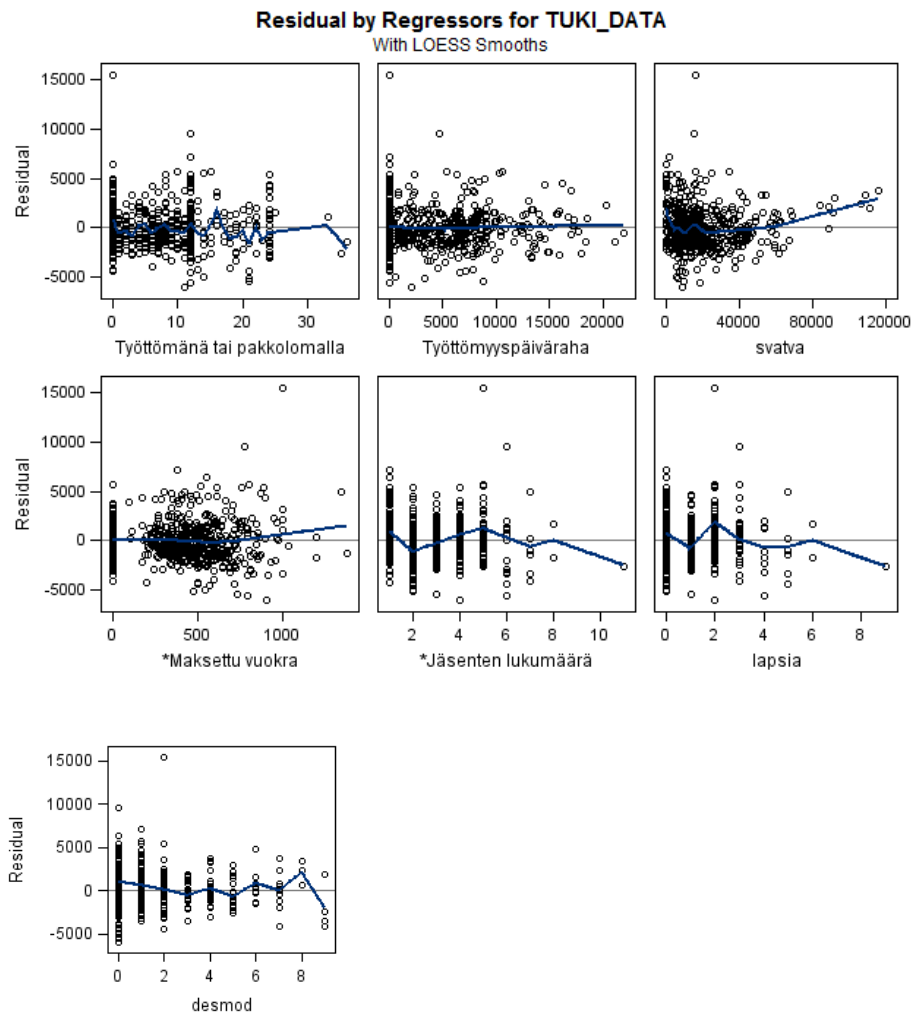 Residual by Regressors for TUKI_DATA
With LOESS Smooths
15000
10000
5000
0
-5000
Residual
0 10 20 30
Työttömänä tai pakkolomalla
0 5000 10000 15000 20000
Työttömyyspäiväraha
0 40000 80000 120000
svatva
15000
10000
5000
0
-5000
Residual
0 500 1000
*Maksettu vuokra
2 4 6 8 10
*Jäsenten lukumäärä
0 2 4 6 8
lapsia
15000
10000
5000
0
-5000
Residual
0 2 4 6 8
desmod